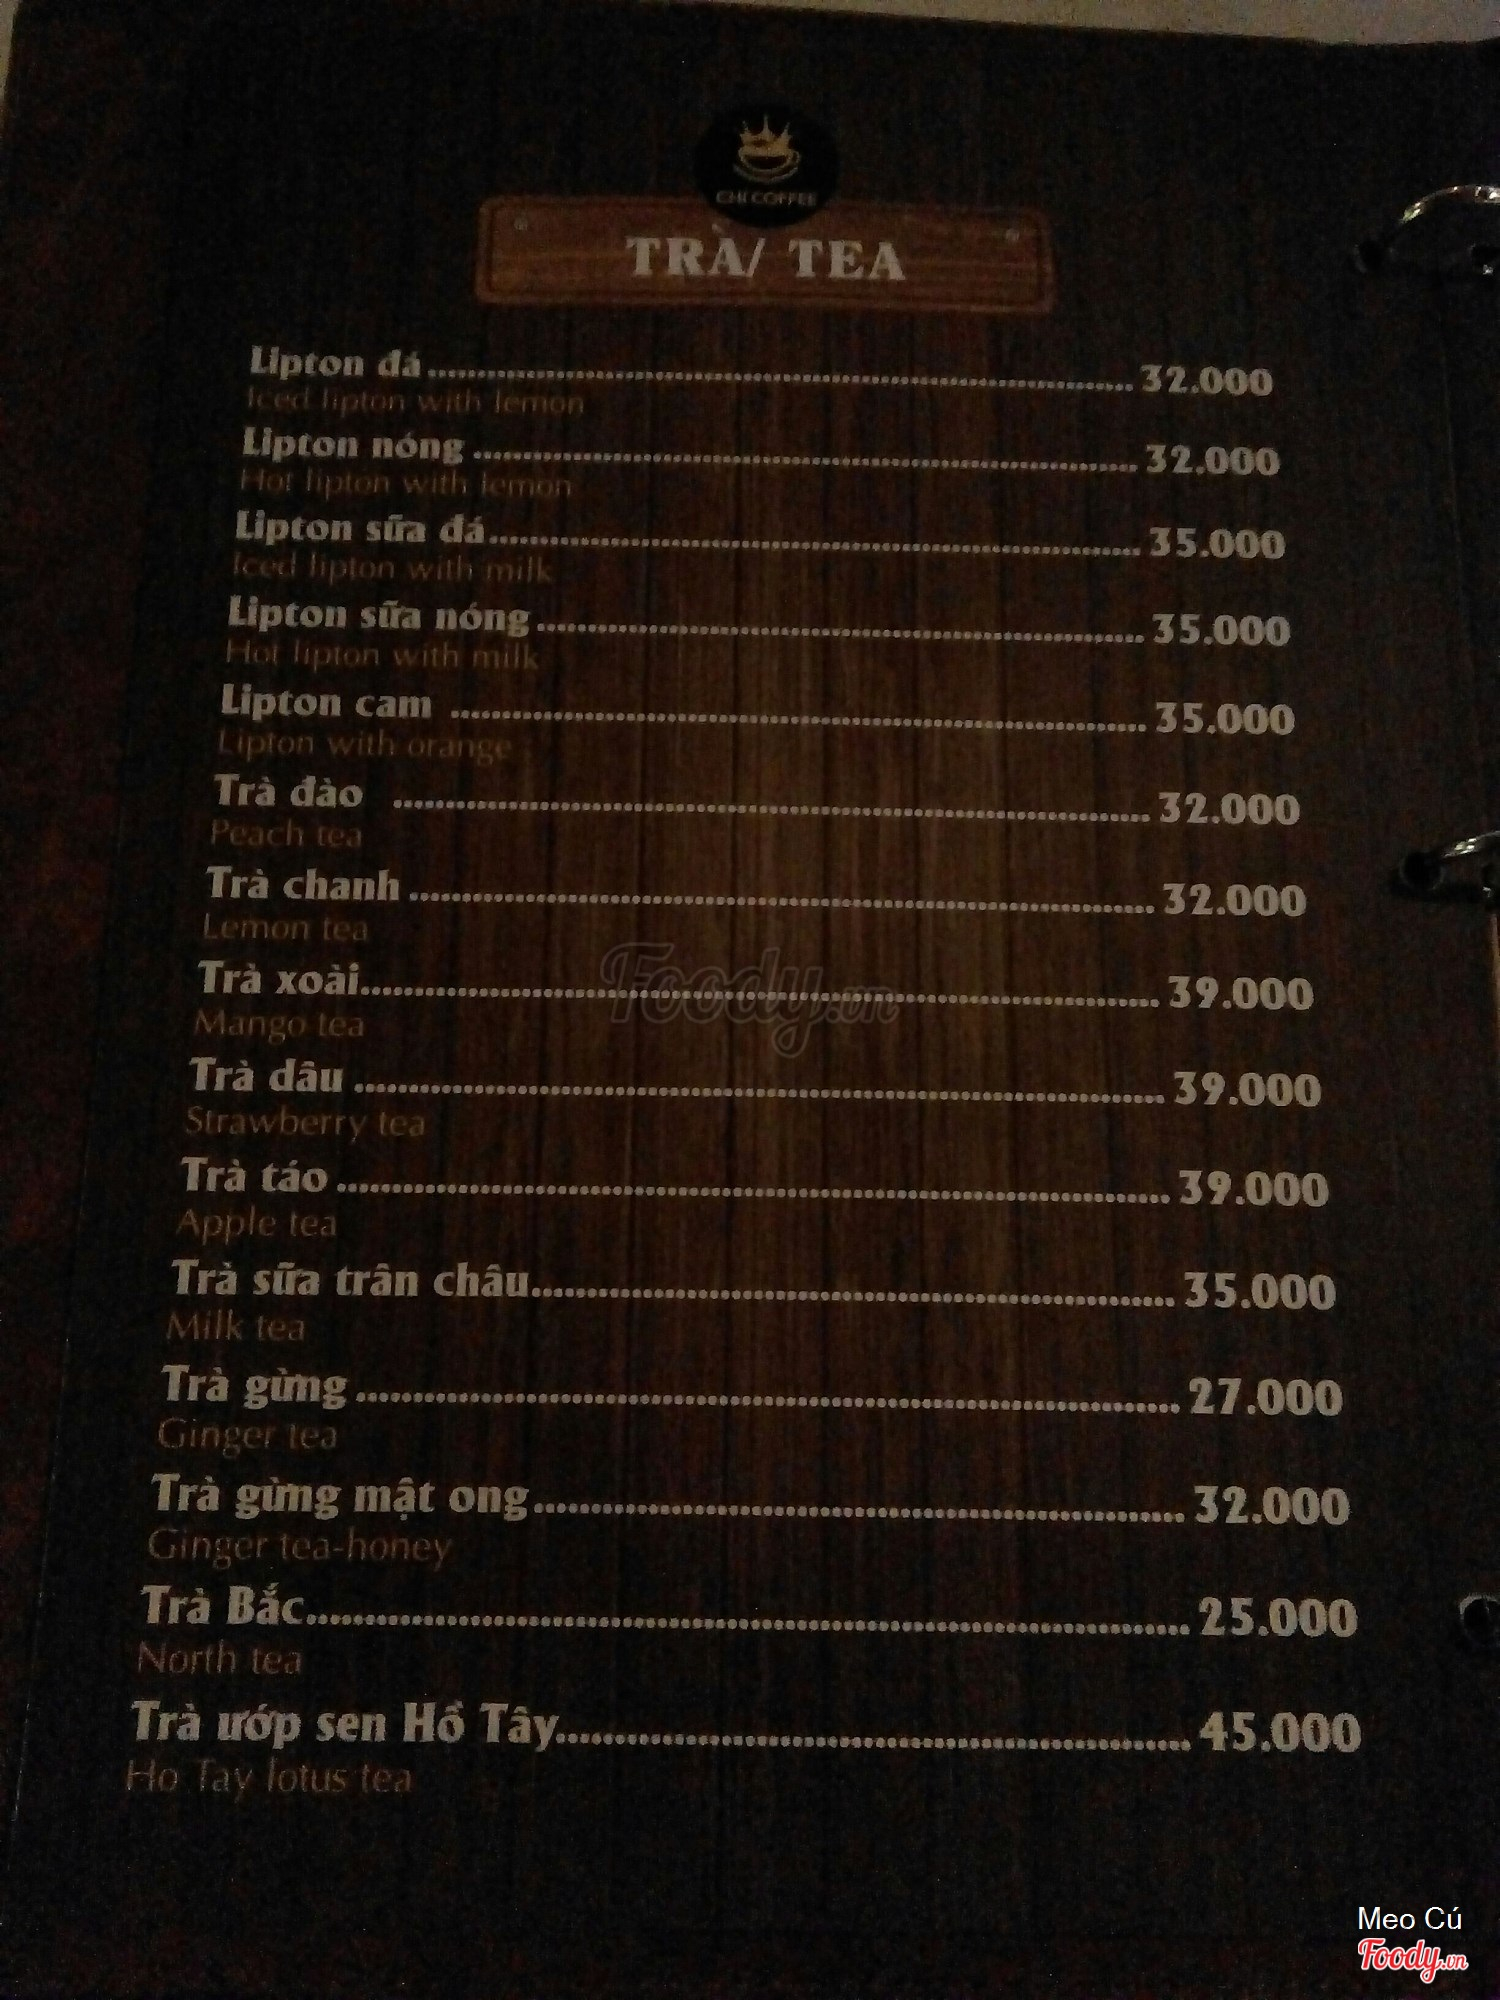 CHI COFFEE
TRÀ/ TEA
Lipton đá........................ 32.000
Iced lipton with lemon
Lipton nóng ........................ 32.000
Hot lipton with lemon
Lipton sữa đá........................ 35.000
Iced lipton with milk
Lipton sữa nóng ........................ 35.000
Hot lipton with milk
Lipton cam ........................ 35.000
Lipton with orange
Trà đào ........................ 32.000
Peach tea
Trà chanh ........................ 32.000
Lemon tea
Trà xoài........................ 39.000
Mango tea
Trà dâu ........................ 39.000
Strawberry tea
Trà táo ........................ 39.000
Apple tea
Trà sữa trân châu........................ 35.000
Milk tea
Trà gừng ........................ 27.000
Ginger tea
Trà gừng mật ong........................ 32.000
Ginger tea-honey
Trà Bắc........................ 25.000
North tea
Trà ướp sen Hồ Tây........................ 45.000
Ho Tay lotus tea
Foody.vn
Meo Cú
Foody.vn